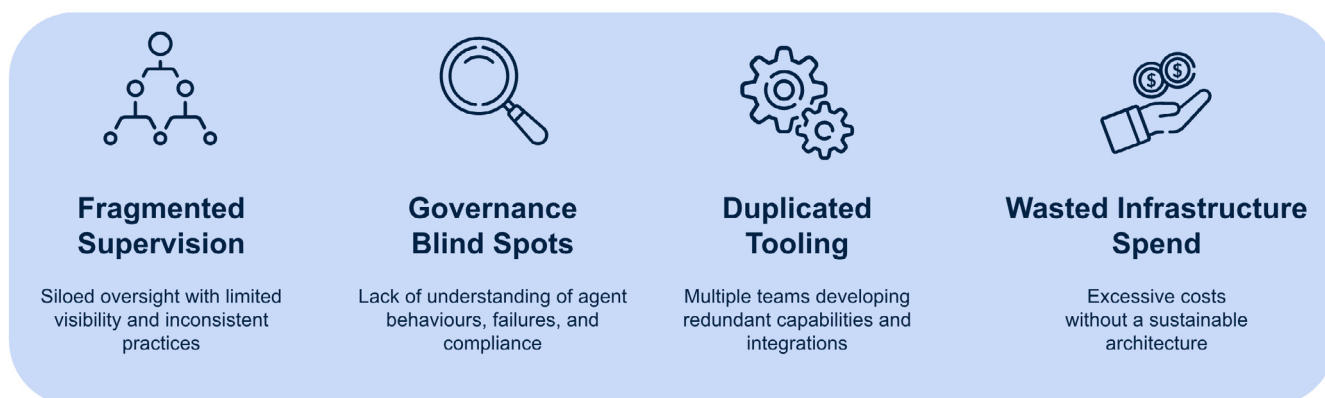 $ $
Fragmented
Supervision
Siloed oversight with limited
visibility and inconsistent
practices
Governance
Blind Spots
Lack of understanding of agent
behaviours, failures, and
compliance
Duplicated
Tooling
Multiple teams developing
redundant capabilities and
integrations
Wasted Infrastructure
Spend
Excessive costs
without a sustainable
architecture